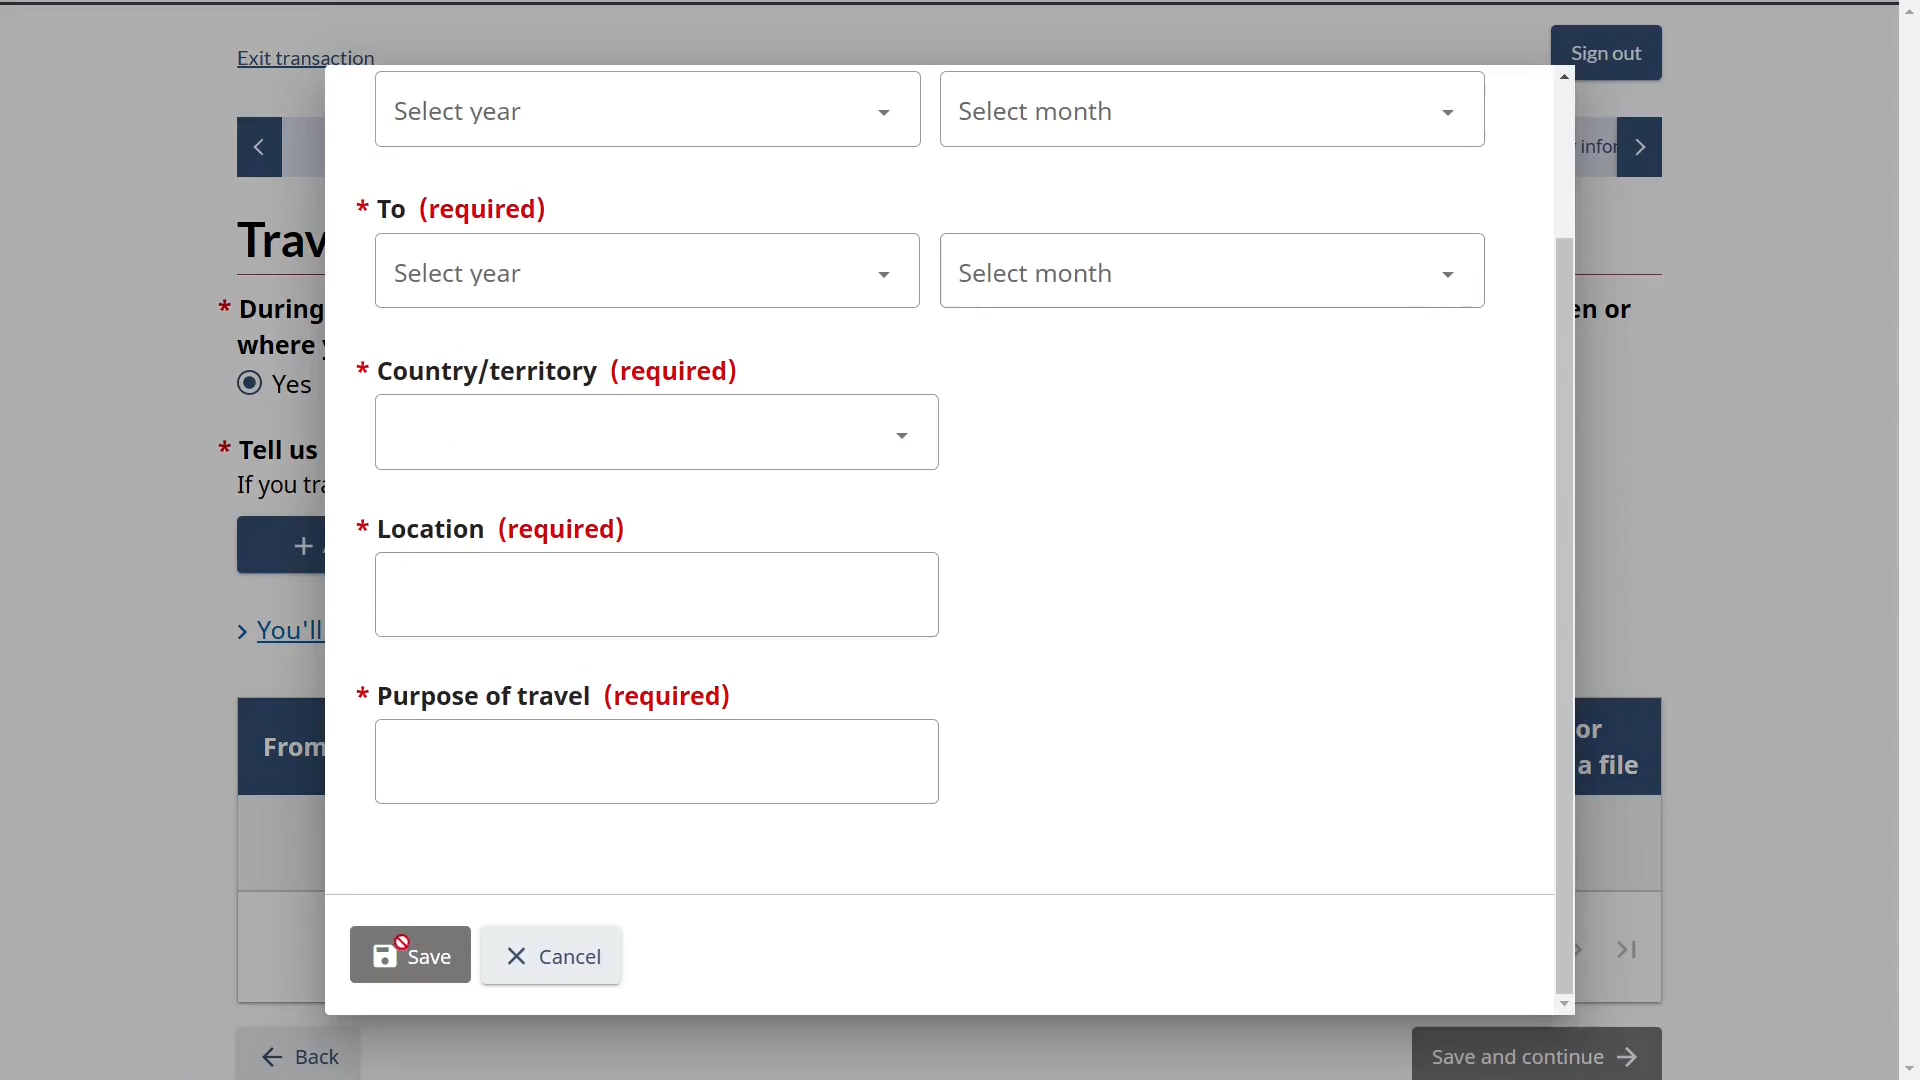 Exit transaction
Sign out
Select year
Select month
infor
Trav
* To (required)
Select year
Select month
* During
en or
where y
* Country/territory (required)
Yes
* Tell us
If you tra
* Location (required)
+
You'll
* Purpose of travel (required)
From
or
a file
Save
Cancel
Back
Save and continue